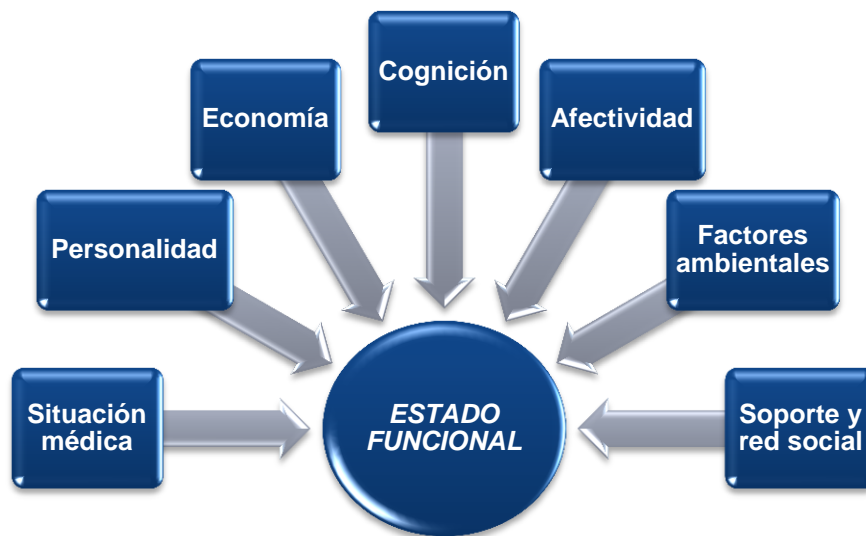 Cognición
Economía
Afectividad
Personalidad
Factores
ambientales
Situación
médica
ESTADO
FUNCIONAL
Soporte y
red social